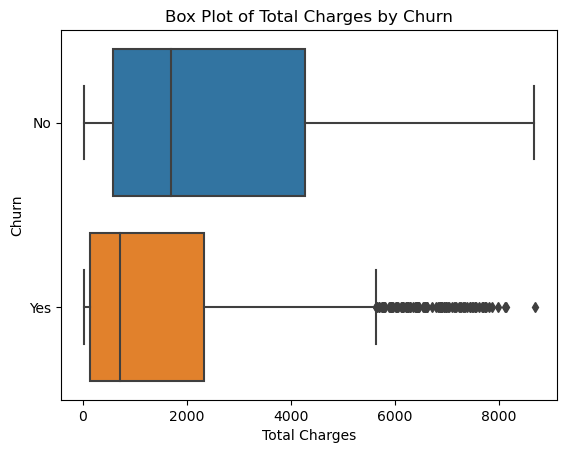 Box Plot of Total Charges by Churn
Churn
No
Yes
0 2000 4000 6000 8000
Total Charges